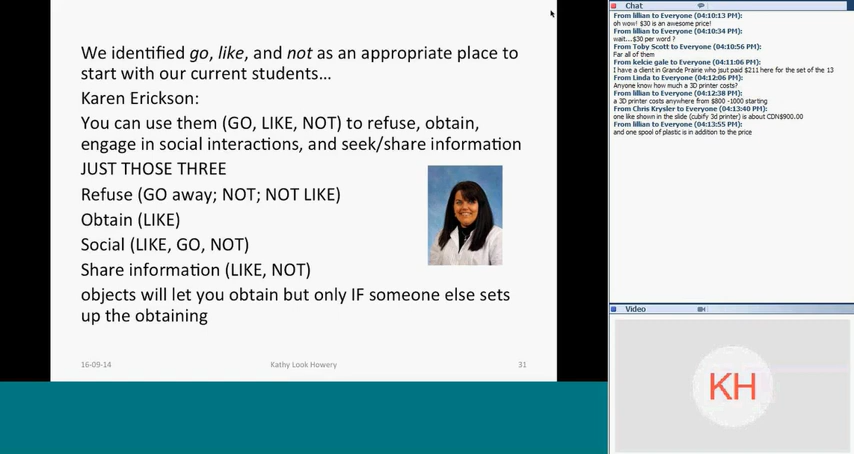 We identified go, like, and not as an appropriate place to
start with our current students...
Karen Erickson:
You can use them (GO, LIKE, NOT) to refuse, obtain,
engage in social interactions, and seek/share information
JUST THOSE THREE
Refuse (GO away; NOT; NOT LIKE)
Obtain (LIKE)
Social (LIKE, GO, NOT)
Share information (LIKE, NOT)
objects will let you obtain but only IF someone else sets
up the obtaining
16-09-14
Kathy Look Howery
31
Chat
From lillian to Everyone (04:10:13 PM):
oh wow! $30 is an awesome price!
From lillian to Everyone (04:10:34 PM):
wait...$30 per word ?
From Toby Scott to Everyone (04:10:56 PM):
Far all of them
From kelcie gale to Everyone (04:11:06 PM):
I have a client in Grande Prairie who jsut paid $211 here for the set of the 13
From Linda to Everyone (04:12:06 PM):
Anyone know how much a 3D printer costs?
From lillian to Everyone (04:12:38 PM):
a 3D printer costs anywhere from $800 -1000 starting
From Chris Krysler to Everyone (04:13:40 PM):
one like shown in the slide (cubify 3d printer) is about CDN$900.00
From lillian to Everyone (04:13:55 PM):
and one spool of plastic is in addition to the price
Video
KH